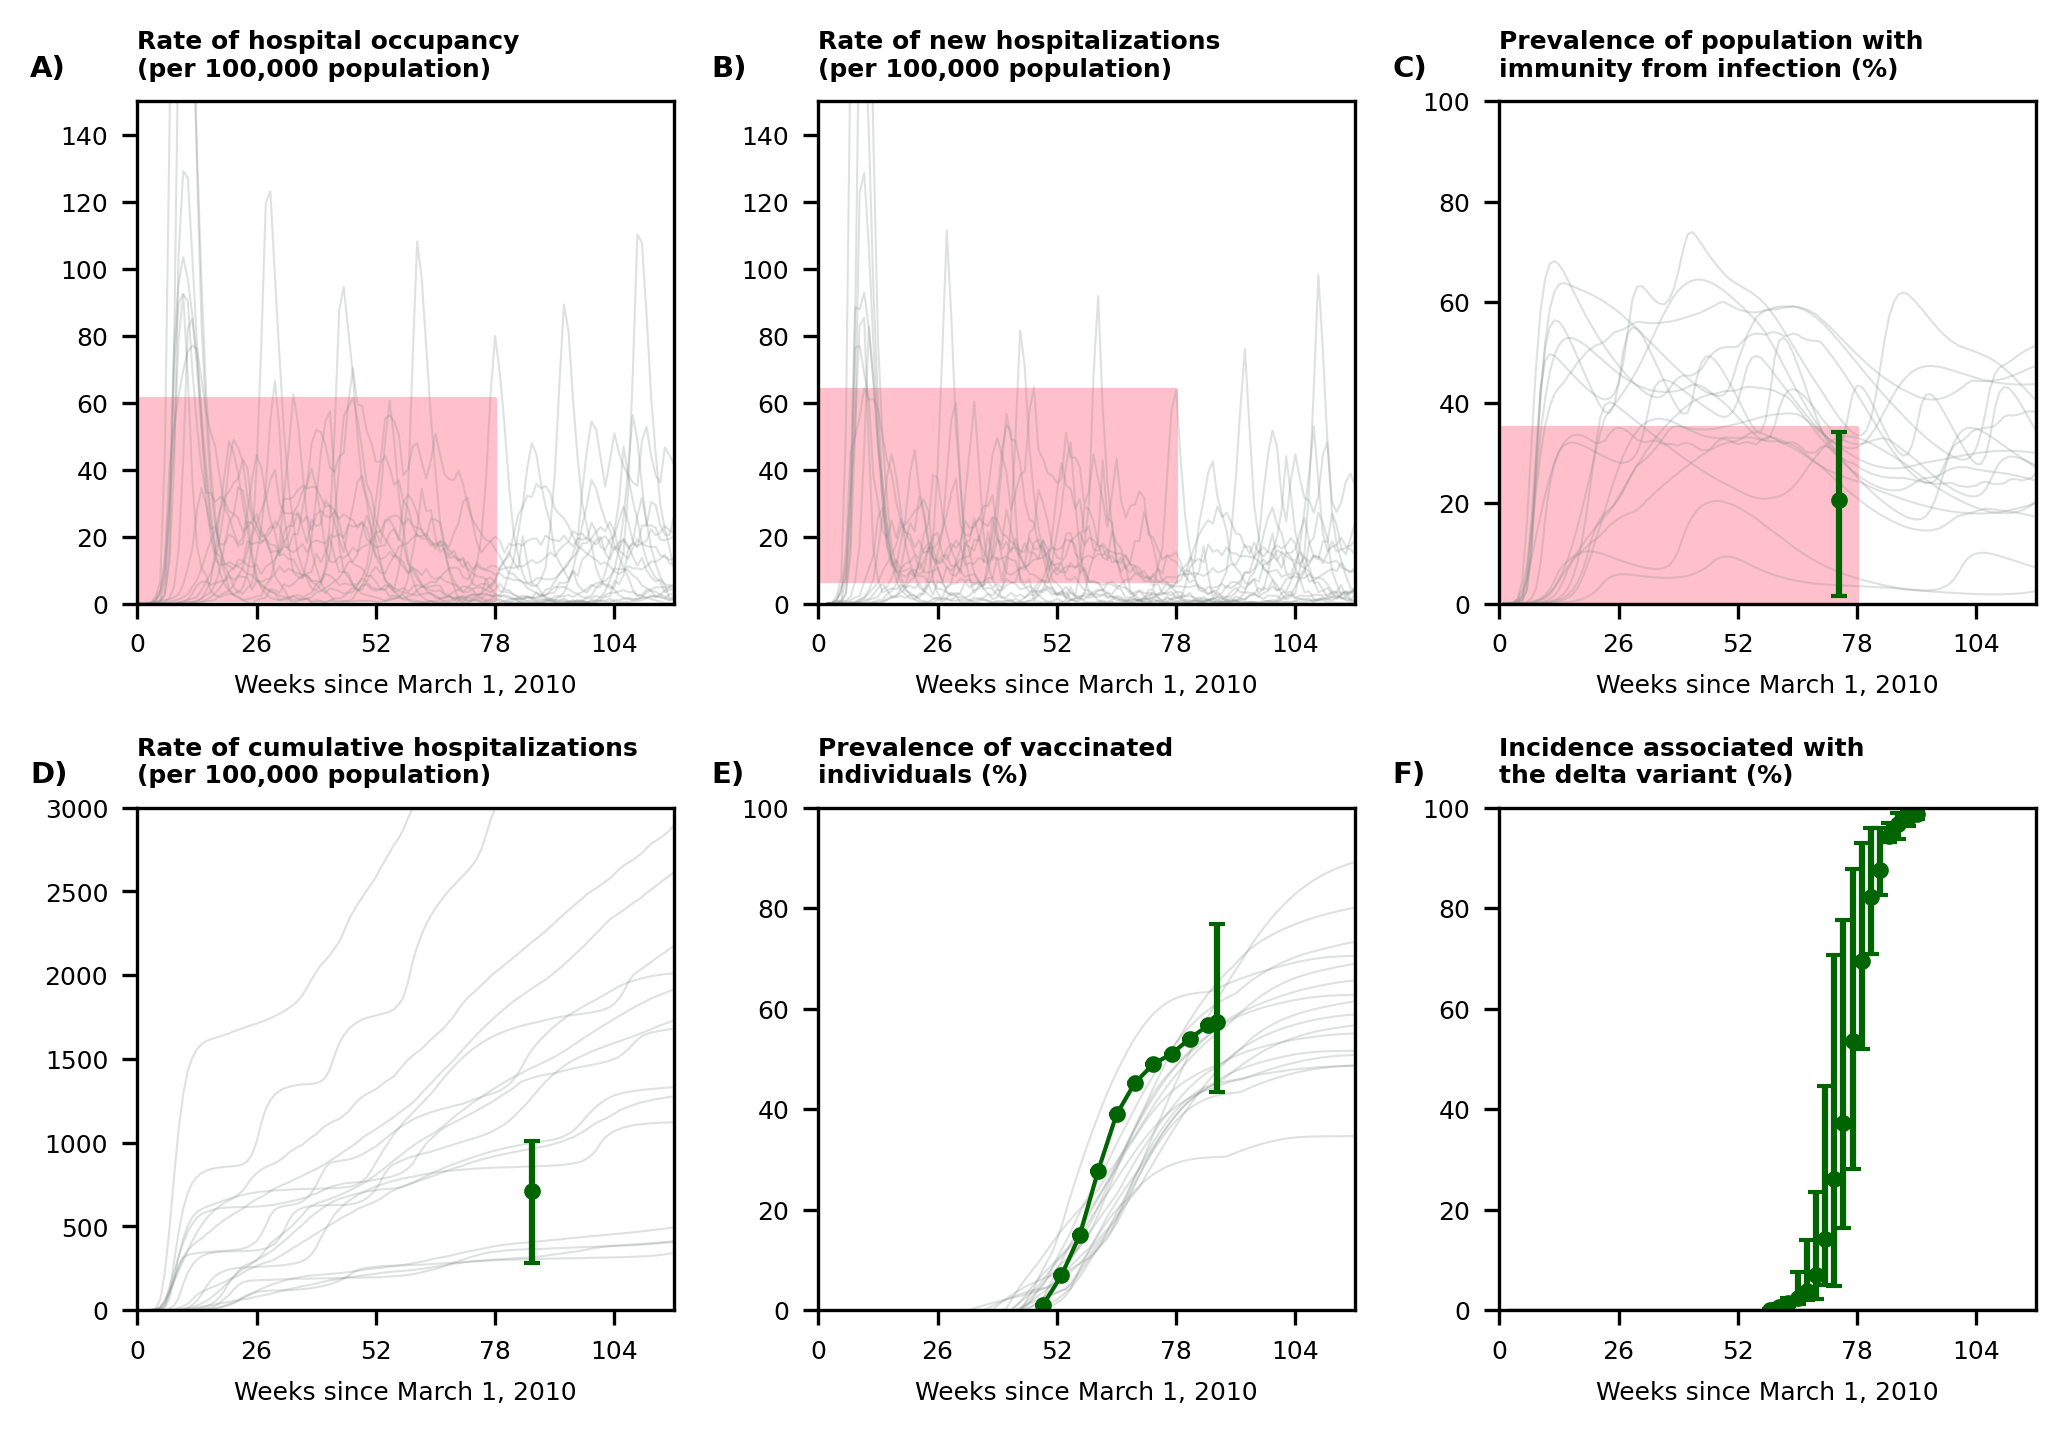 A)
Rate of hospital occupancy
(per 100,000 population)
140
120
100
80
60
40
20
0
0 26 52 78 104
Weeks since March 1, 2010
B)
Rate of new hospitalizations
(per 100,000 population)
140
120
100
80
60
40
20
0
0 26 52 78 104
Weeks since March 1, 2010
C)
Prevalence of population with
immunity from infection (%)
100
80
60
40
20
0
0 26 52 78 104
Weeks since March 1, 2010
D)
Rate of cumulative hospitalizations
(per 100,000 population)
3000
2500
2000
1500
1000
500
0
0 26 52 78 104
Weeks since March 1, 2010
E)
Prevalence of vaccinated
individuals (%)
100
80
60
40
20
0
0 26 52 78 104
Weeks since March 1, 2010
F)
Incidence associated with
the delta variant (%)
100
80
60
40
20
0
0 26 52 78 104
Weeks since March 1, 2010